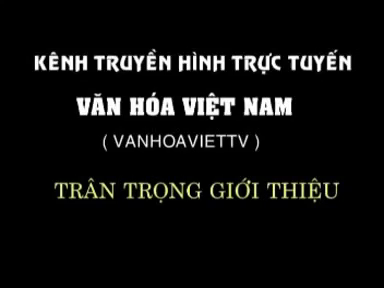 KÊNH TRUYỀN HÌNH TRỰC TUYẾN
VĂN HÓA VIỆT NAM
( VANHOAVIETTV )
TRÂN TRỌNG GIỚI THIỆU